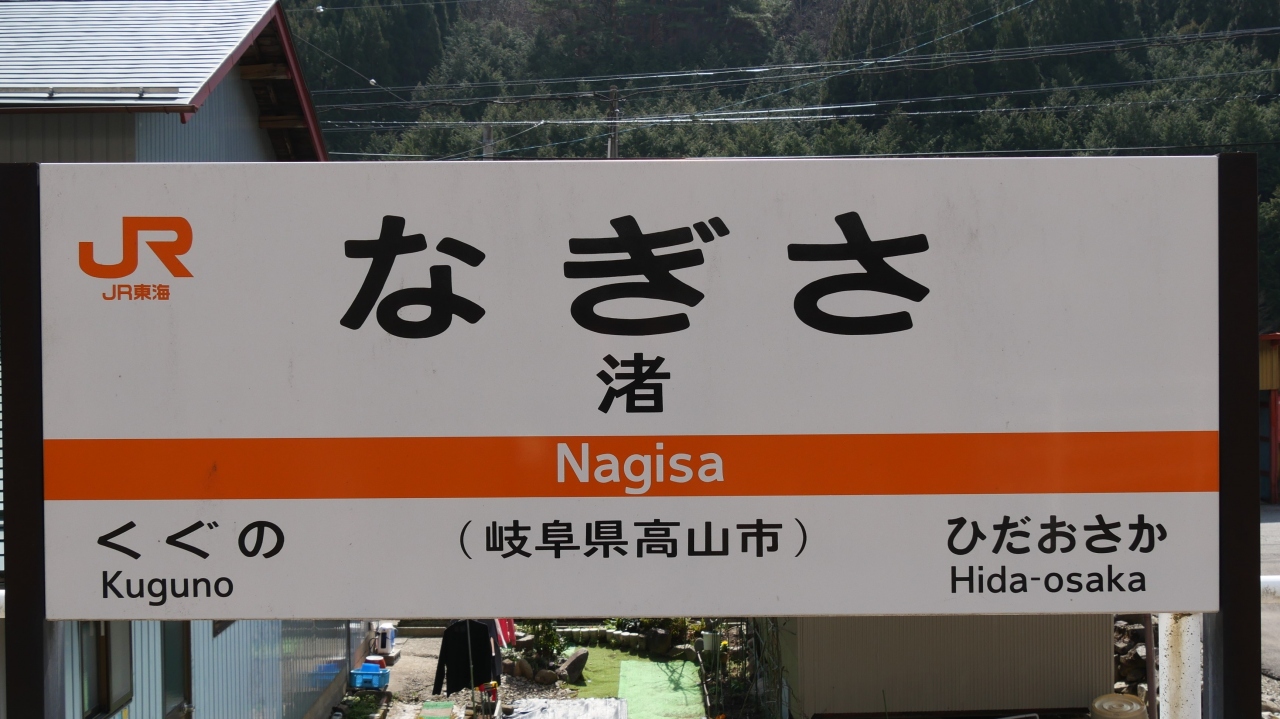 JR
JR東海
なぎさ
渚
Nagisa
くぐの
Kuguno
（岐阜県高山市）
ひだおさか
Hida-osaka